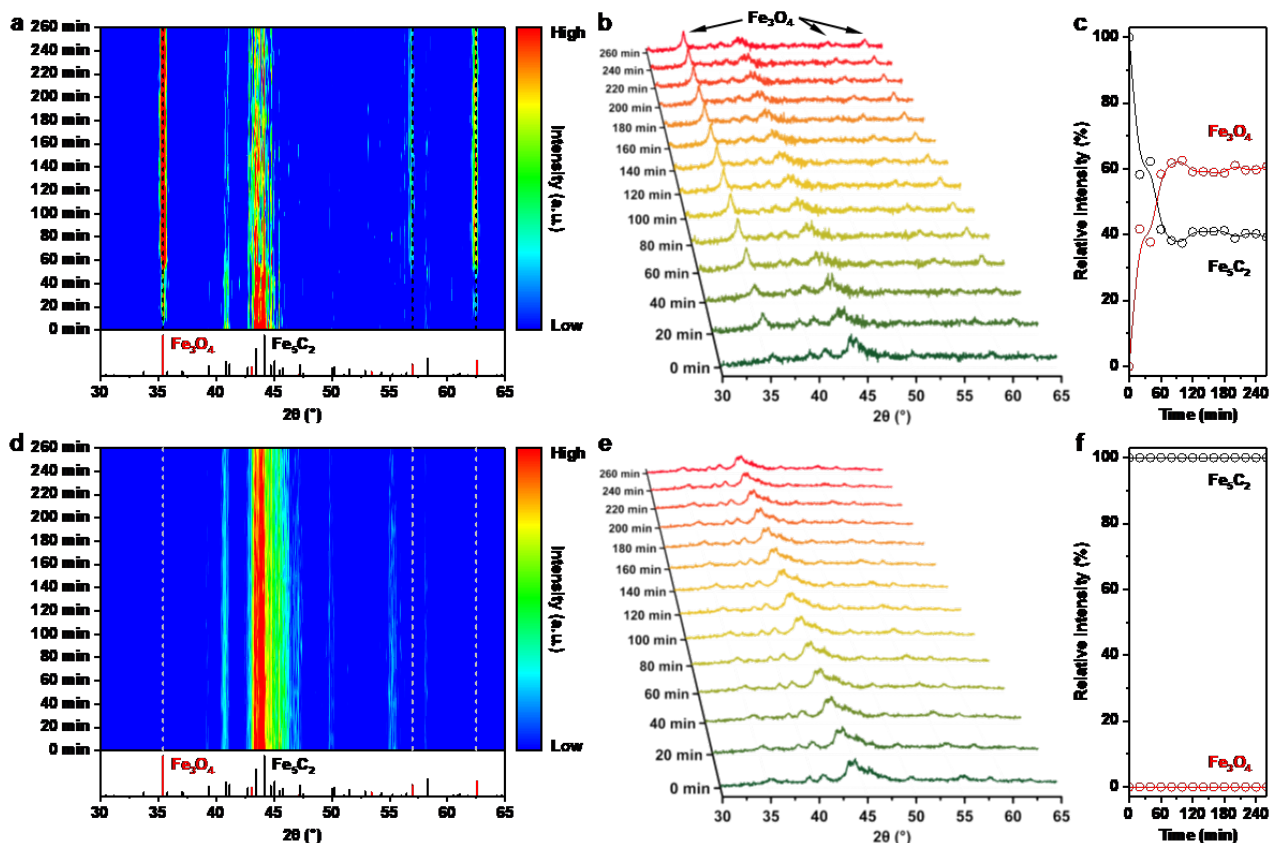 a
260 min
240 min
220 min
200 min
180 min
160 min
140 min
120 min
100 min
80 min
60 min
40 min
20 min
0 min
High
Intensity (a.u.)
Low
Fe₃O₄
Fe₅C₂
30 35 40 45 50 55 60 65
2θ (°)
b
Fe₃O₄
260 min
240 min
220 min
200 min
180 min
160 min
140 min
120 min
100 min
80 min
60 min
40 min
20 min
0 min
30 35 40 45 50 55 60 65
2θ (°)
c
100
80
60
40
20
0
Relative Intensity (%)
Fe₃O₄
Fe₅C₂
0 60 120 180 240
Time (min)
d
260 min
240 min
220 min
200 min
180 min
160 min
140 min
120 min
100 min
80 min
60 min
40 min
20 min
0 min
High
Intensity (a.u.)
Low
Fe₃O₄
Fe₅C₂
30 35 40 45 50 55 60 65
2θ (°)
e
260 min
240 min
220 min
200 min
180 min
160 min
140 min
120 min
100 min
80 min
60 min
40 min
20 min
0 min
30 35 40 45 50 55 60 65
2θ (°)
f
100
80
60
40
20
0
Relative Intensity (%)
Fe₅C₂
Fe₃O₄
0 60 120 180 240
Time (min)